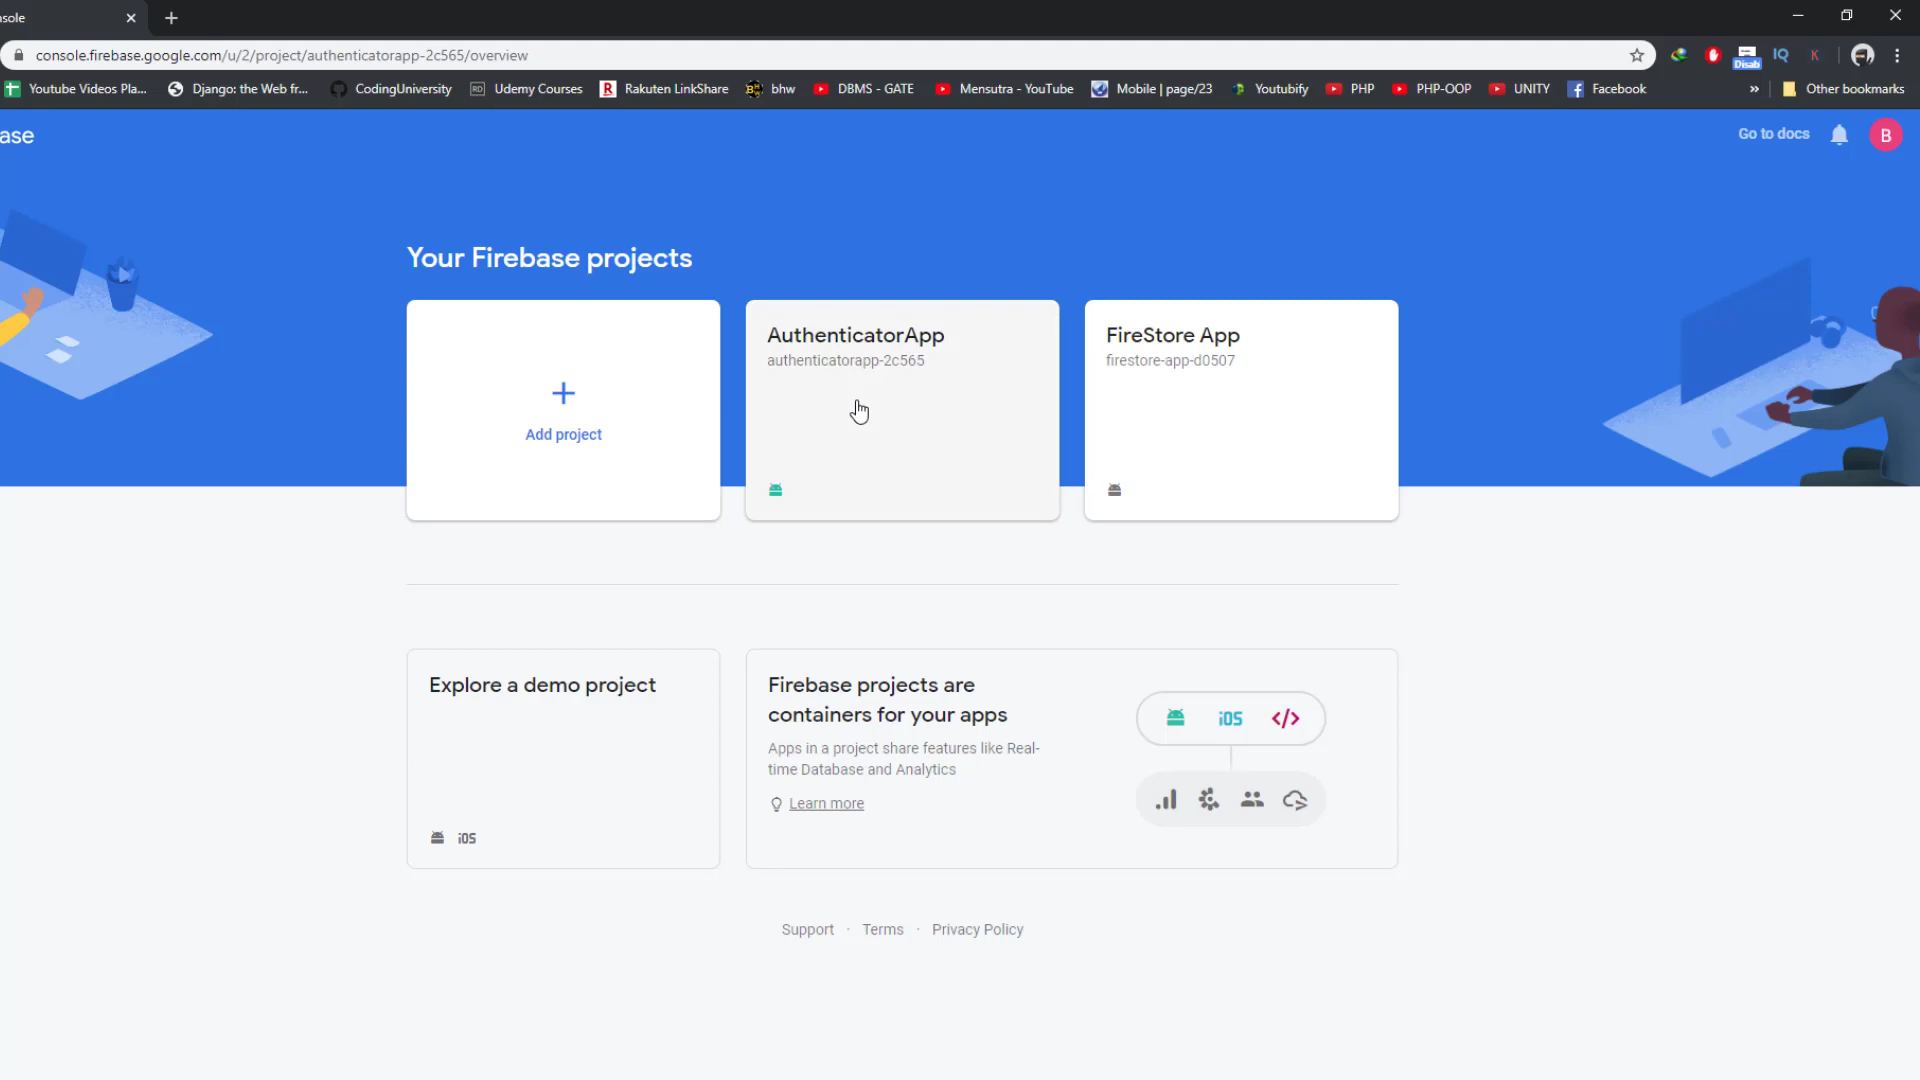 nsole
console.firebase.google.com/u/2/project/authenticatorapp-2c565/overview
Disab
IQ
K
Youtube Videos Pla...
Django: the Web fr...
CodingUniversity
RD Udemy Courses
R Rakuten LinkShare
bhw
DBMS - GATE
Mensutra - YouTube
Mobile | page/23
Youtubify
PHP
PHP-OOP
UNITY
Facebook
»
Other bookmarks
ase
Go to docs
B
Your Firebase projects
Add project
AuthenticatorApp
authenticatorapp-2c565
FireStore App
firestore-app-d0507
Explore a demo project
iOS
Firebase projects are
containers for your apps
Apps in a project share features like Real-
time Database and Analytics
Learn more
iOS </>
Support · Terms · Privacy Policy